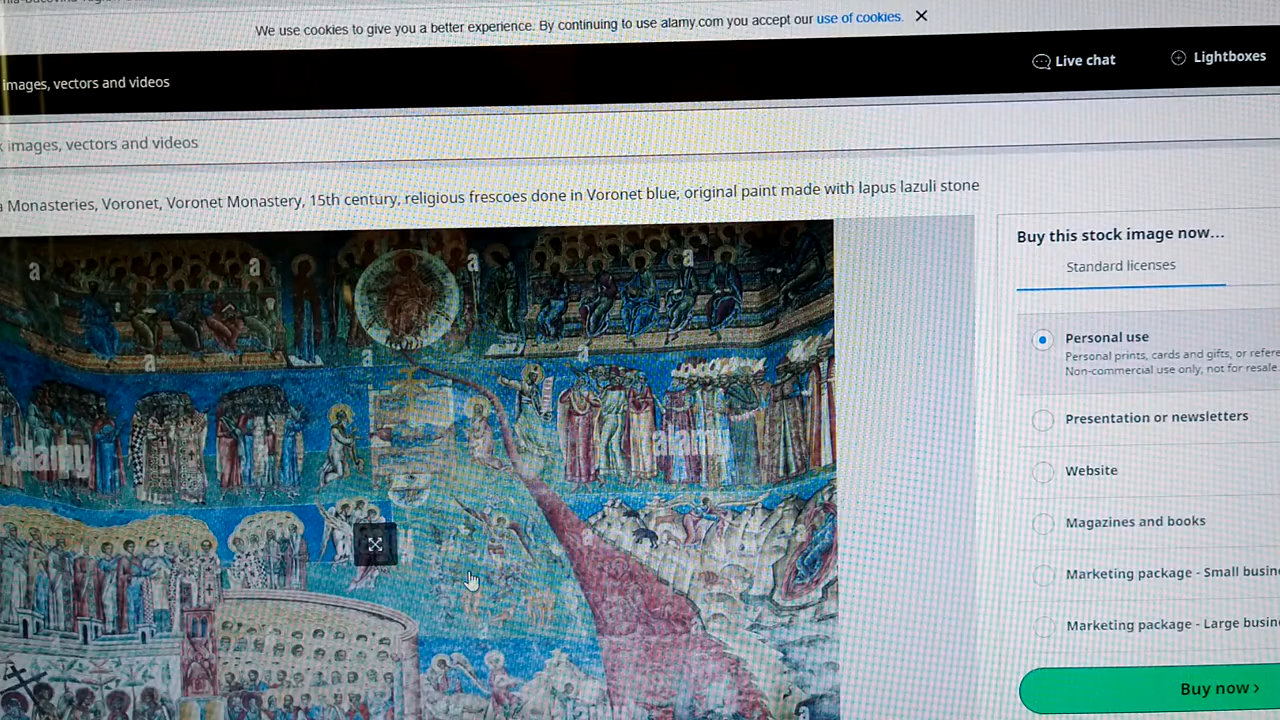 We use cookies to give you a better experience. By continuing to use alamy.com you accept our use of cookies. ✕
images, vectors and videos
Live chat
Lightboxes
images, vectors and videos
Monasteries, Voronet, Voronet Monastery, 15th century, religious frescoes done in Voronet blue, original paint made with lapus lazuli stone
Buy this stock image now...
Standard licenses
Personal use
Personal prints, cards and gifts, or refere
Non-commercial use only, not for resale.
Presentation or newsletters
Website
Magazines and books
Marketing package - Small busin
Marketing package - Large busin
Buy now ›
a a a a
a a a
alamy alamy
a
a